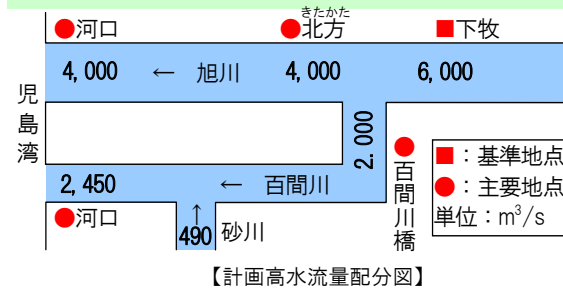 ●河口
きたかた
●北方
■下牧
4,000 ← 旭川 4,000 6,000
児島湾
2,000
●百間川橋
2,450 ← 百間川
●河口
↑
490 砂川
■:基準地点
●:主要地点
単位:m³/s
【計画高水流量配分図】